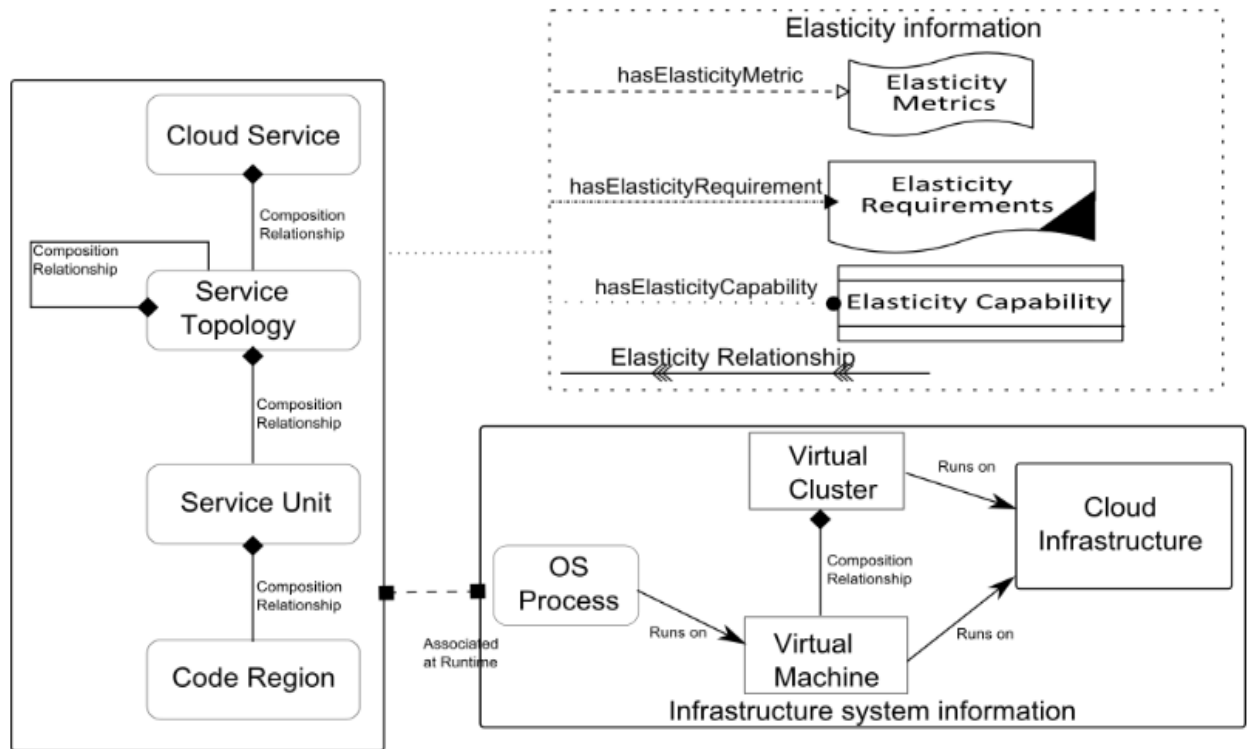 Cloud Service
Composition
Relationship
Composition
Relationship
Service
Topology
Composition
Relationship
Service Unit
Composition
Relationship
Code Region
Elasticity information
hasElasticityMetric
Elasticity
Metrics
hasElasticityRequirement
Elasticity
Requirements
hasElasticityCapability
Elasticity Capability
Elasticity Relationship
Associated
at Runtime
OS
Process
Runs on
Virtual
Cluster
Composition
Relationship
Virtual
Machine
Runs on
Runs on
Cloud
Infrastructure
Infrastructure system information